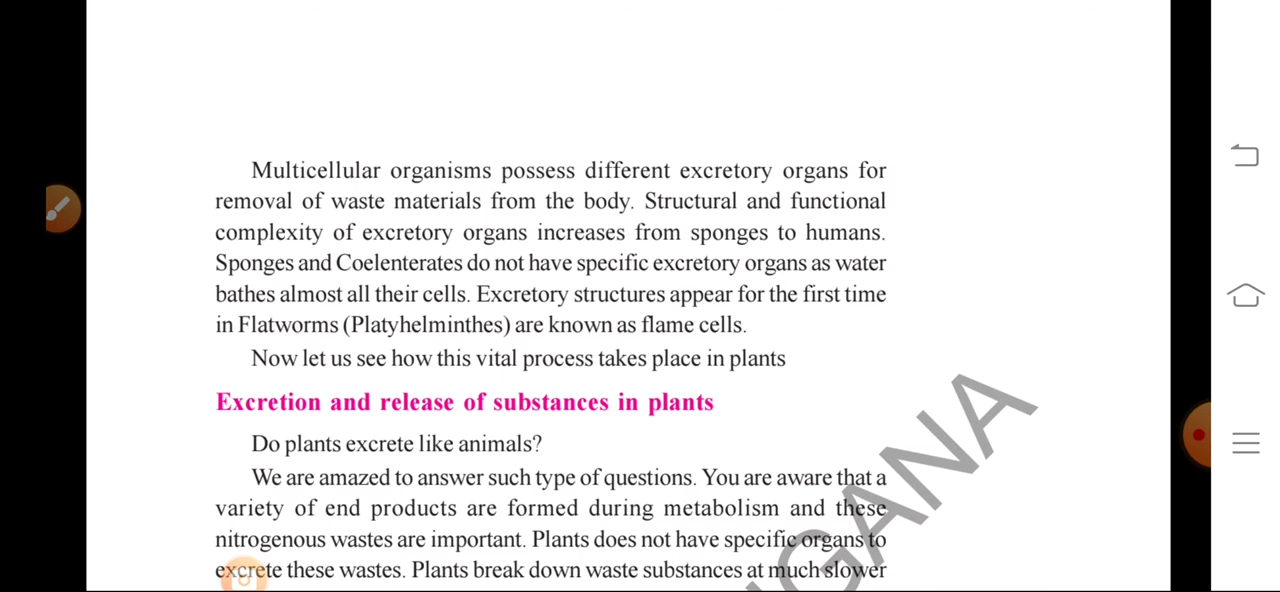 Multicellular organisms possess different excretory organs for
removal of waste materials from the body. Structural and functional
complexity of excretory organs increases from sponges to humans.
Sponges and Coelenterates do not have specific excretory organs as water
bathes almost all their cells. Excretory structures appear for the first time
in Flatworms (Platyhelminthes) are known as flame cells.
Now let us see how this vital process takes place in plants
Excretion and release of substances in plants
Do plants excrete like animals?
We are amazed to answer such type of questions. You are aware that a
variety of end products are formed during metabolism and these
nitrogenous wastes are important. Plants does not have specific organs to
excrete these wastes. Plants break down waste substances at much slower